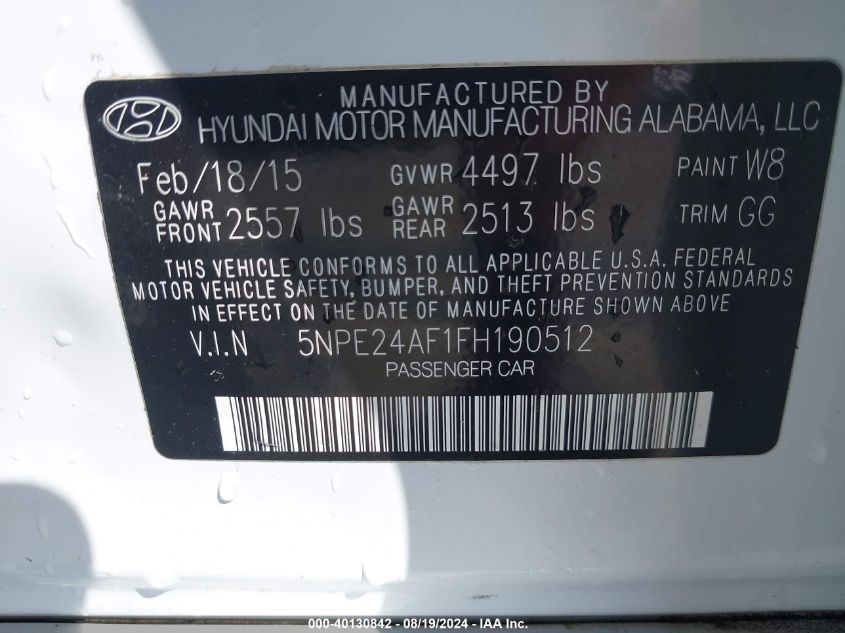 MANUFACTURED BY
HYUNDAI MOTOR MANUFACTURING ALABAMA, LLC
Feb/18/15 GVWR 4497 lbs PAINT W8
GAWR FRONT 2557 lbs GAWR REAR 2513 lbs TRIM GG
THIS VEHICLE CONFORMS TO ALL APPLICABLE U.S.A. FEDERAL
MOTOR VEHICLE SAFETY, BUMPER, AND THEFT PREVENTION STANDARDS
IN EFFECT ON THE DATE OF MANUFACTURE SHOWN ABOVE
V.I.N 5NPE24AF1FH190512
PASSENGER CAR
000-40130842 - 08/19/2024 - IAA Inc.